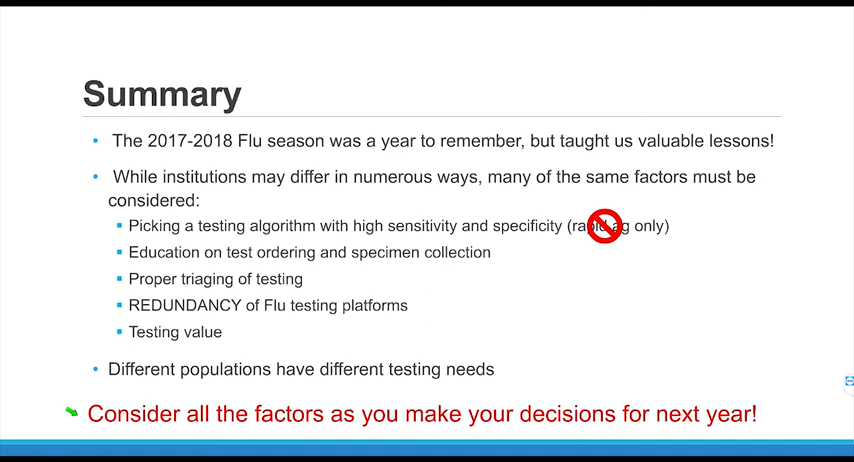 Summary
The 2017-2018 Flu season was a year to remember, but taught us valuable lessons!
While institutions may differ in numerous ways, many of the same factors must be
considered:
Picking a testing algorithm with high sensitivity and specificity (rapid ag only)
Education on test ordering and specimen collection
Proper triaging of testing
REDUNDANCY of Flu testing platforms
Testing value
Different populations have different testing needs
Consider all the factors as you make your decisions for next year!